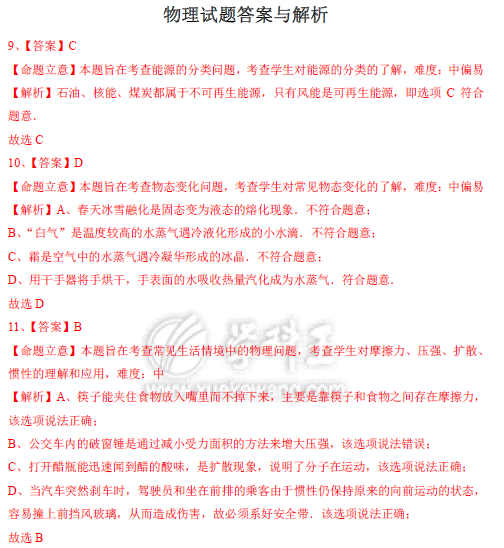 物理试题答案与解析
9、【答案】C
【命题立意】本题旨在考查能源的分类问题，考查学生对能源的分类的了解，难度：中偏易
【解析】石油、核能、煤炭都属于不可再生能源，只有风能是可再生能源，即选项 C 符合
题意．
故选 C
10、【答案】D
【命题立意】本题旨在考查物态变化问题，考查学生对常见物态变化的了解，难度：中偏易
【解析】A、春天冰雪融化是固态变为液态的熔化现象．不符合题意；
B、“白气”是温度较高的水蒸气遇冷液化形成的小水滴．不符合题意；
C、霜是空气中的水蒸气遇冷凝华形成的冰晶．不符合题意；
D、用干手器将手烘干，手表面的水吸收热量汽化成为水蒸气．符合题意．
故选 D
11、【答案】B
【命题立意】本题旨在考查常见生活情境中的物理问题，考查学生对摩擦力、压强、扩散、
惯性的理解和应用，难度：中
【解析】A、筷子能夹住食物放入嘴里而不掉下来，主要是靠筷子和食物之间存在摩擦力，
该选项说法正确；
B、公交车内的破窗锤是通过减小受力面积的方法来增大压强，该选项说法错误；
C、打开醋瓶能迅速闻到醋的酸味，是扩散现象，说明了分子在运动，该选项说法正确；
D、当汽车突然刹车时，驾驶员和坐在前排的乘客由于惯性仍保持原来的向前运动的状态，
容易撞上前挡风玻璃，从而造成伤害，故必须系好安全带．该选项说法正确；
故选 B
学科王
www.xuekewang.com